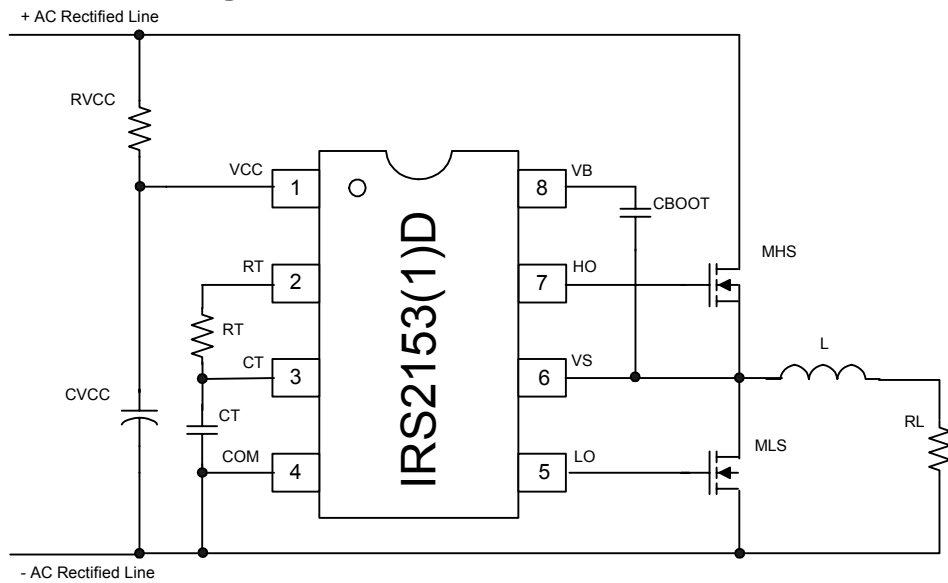 + AC Rectified Line
RVCC
VCC
1
8
VB
CBOOT
IRS2153(1)D
MHS
RT
2
7
HO
RT
L
CT
3
6
VS
CVCC
CT
RL
MLS
COM
4
5
LO
- AC Rectified Line